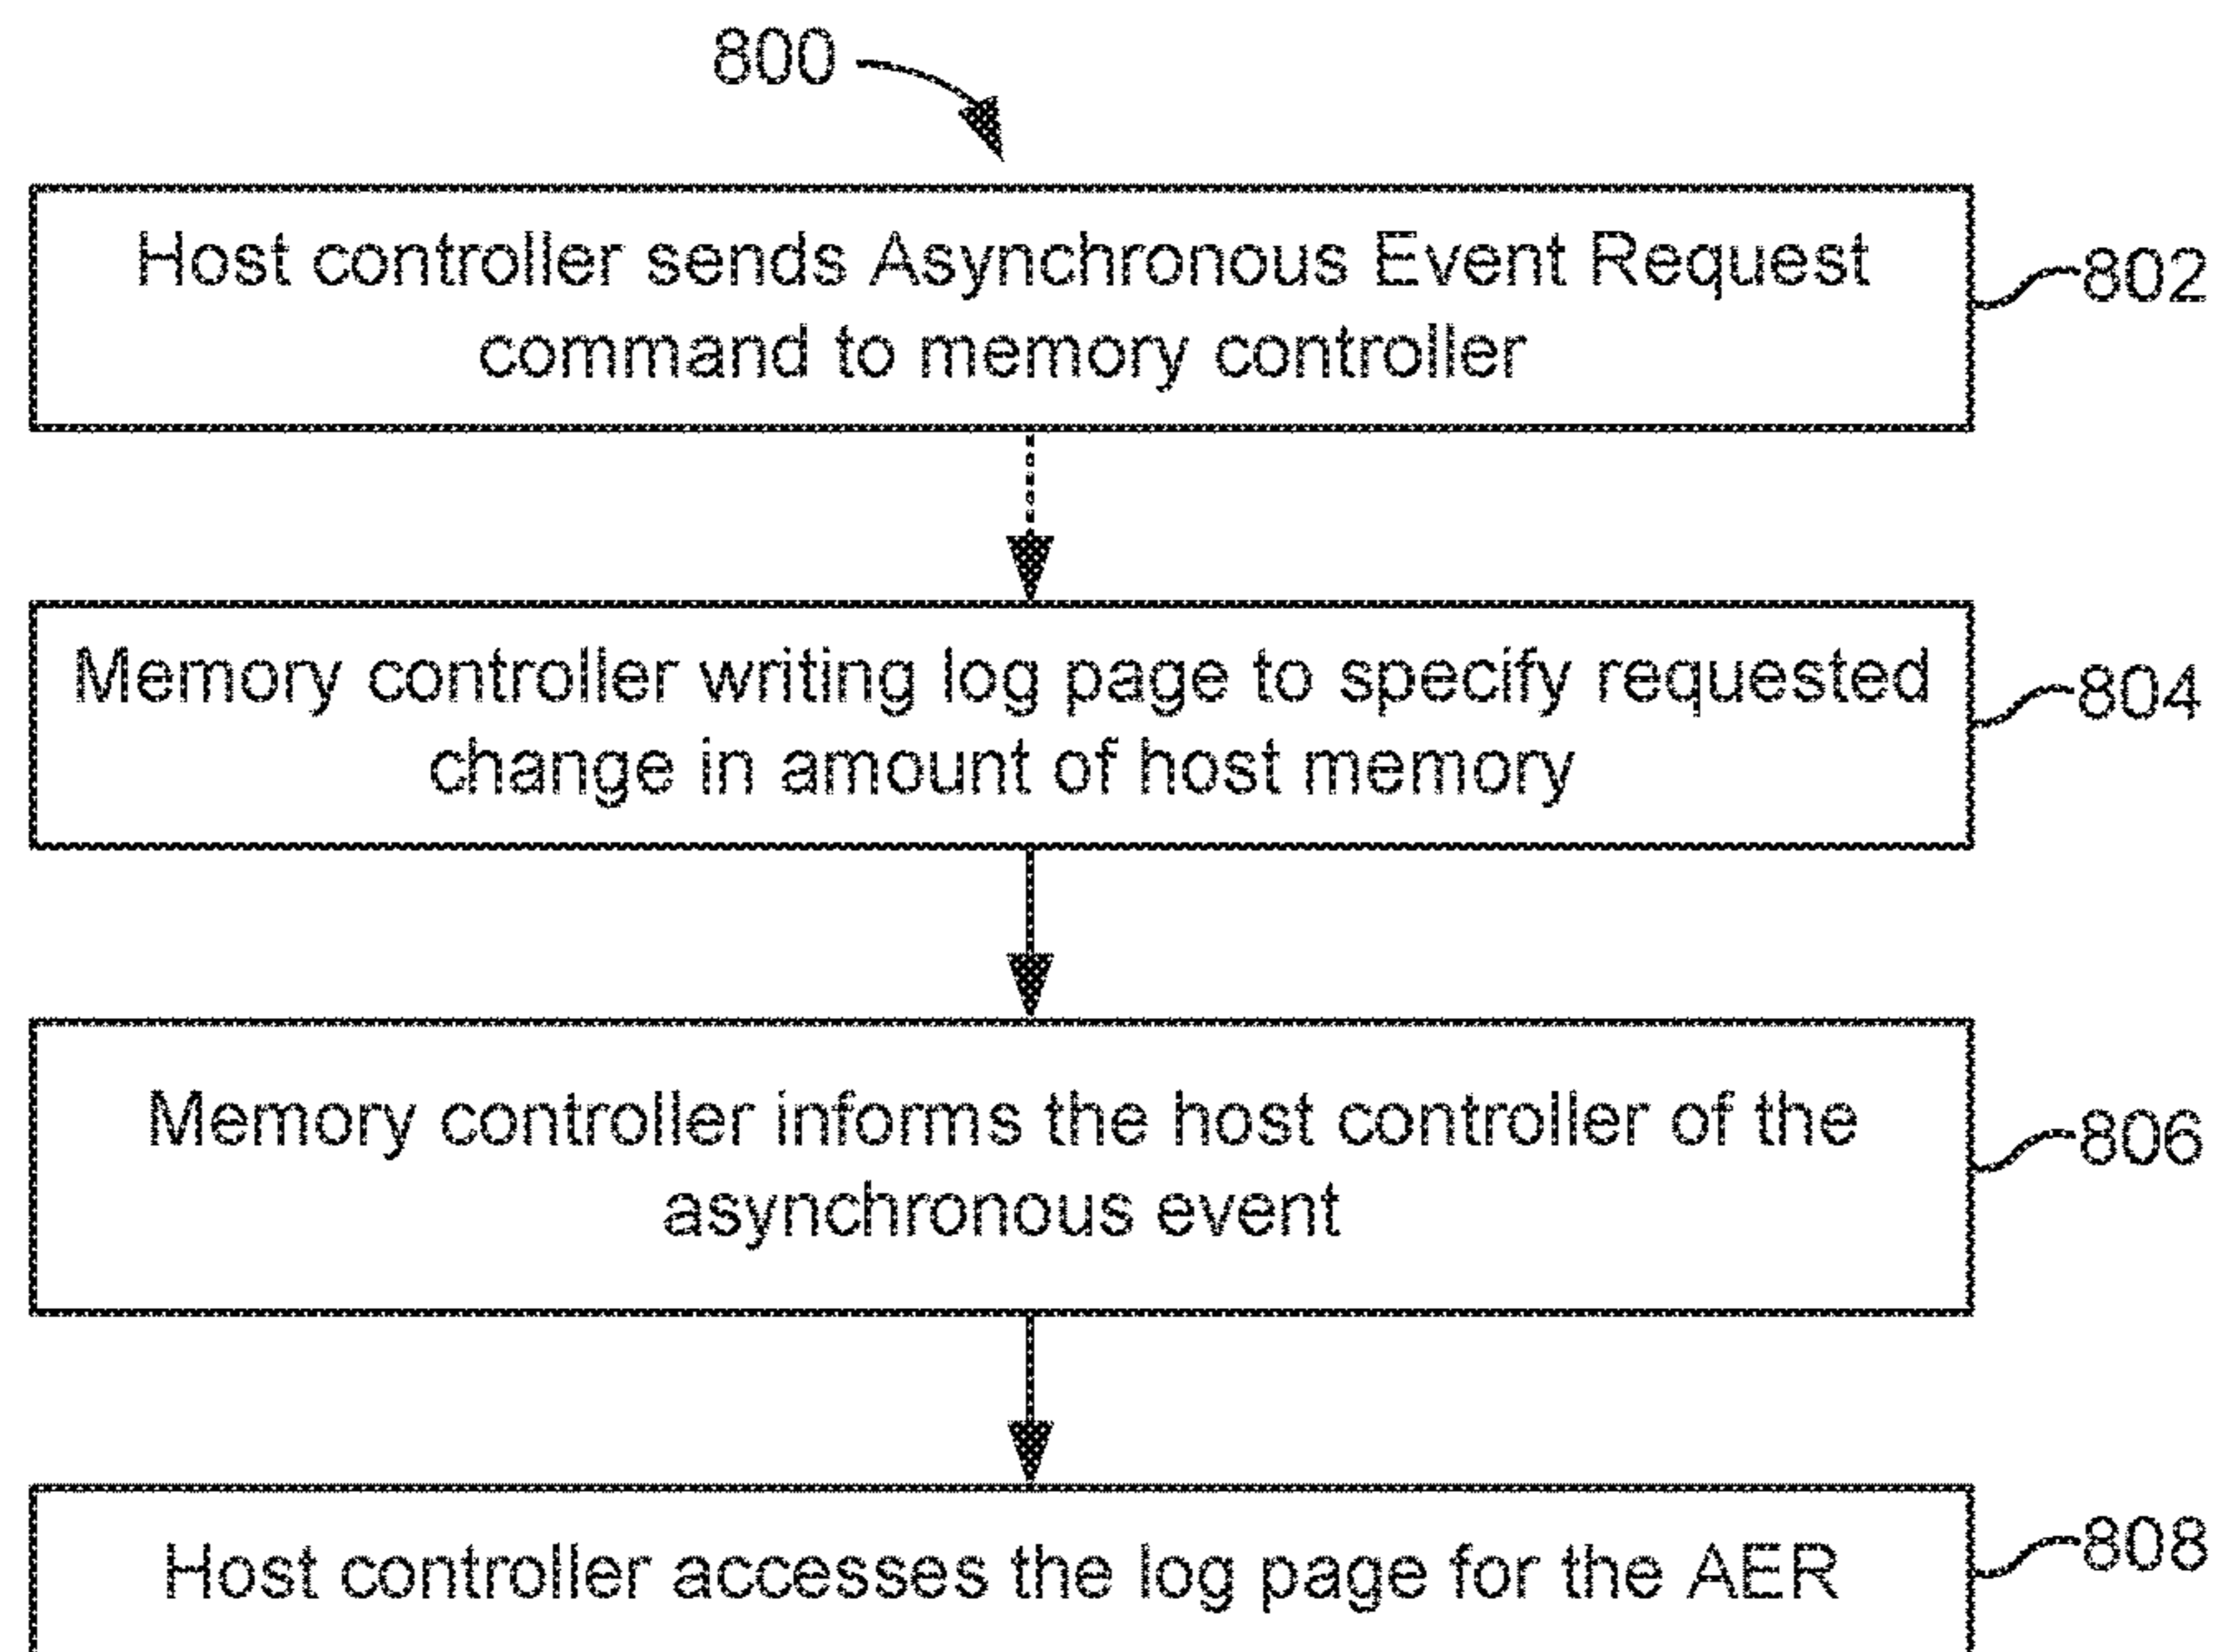 800
Host controller sends Asynchronous Event Request
command to memory controller
802
Memory controller writing log page to specify requested
change in amount of host memory
804
Memory controller informs the host controller of the
asynchronous event
806
Host controller accesses the log page for the AER
808